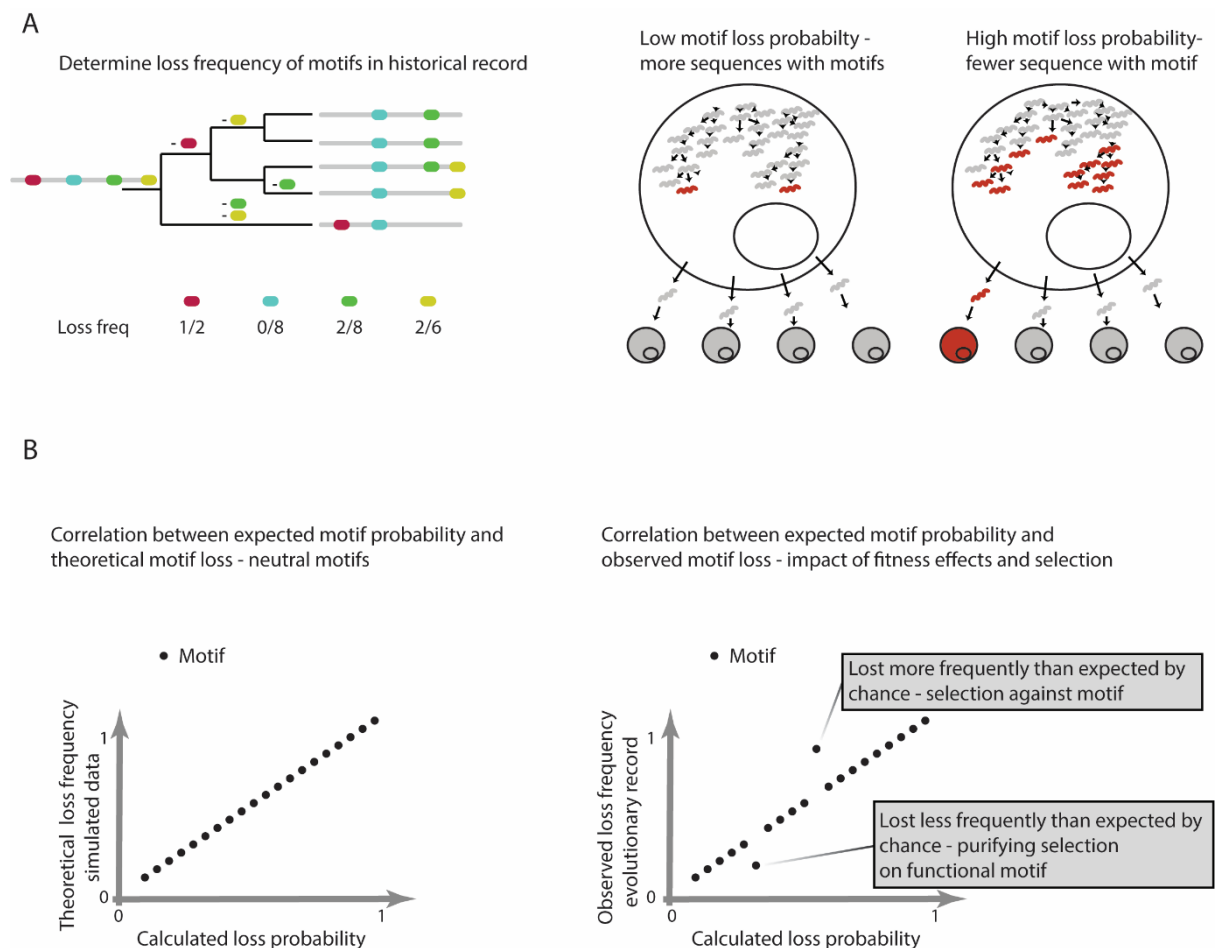 A
Determine loss frequency of motifs in historical record
Low motif loss probabilty -
more sequences with motifs
High motif loss probability-
fewer sequence with motif
-
-
-
-
-
Loss freq 1/2 0/8 2/8 2/6
B
Correlation between expected motif probability and
theoretical motif loss - neutral motifs
Correlation between expected motif probability and
observed motif loss - impact of fitness effects and selection
Motif
Theoretical loss frequency
simulated data
1
0
0
1
Calculated loss probability
Motif
Lost more frequently than expected by
chance - selection against motif
Lost less frequently than expected by
chance - purifying selection
on functional motif
Observed loss frequency
evolutionary record
1
0
0
1
Calculated loss probability